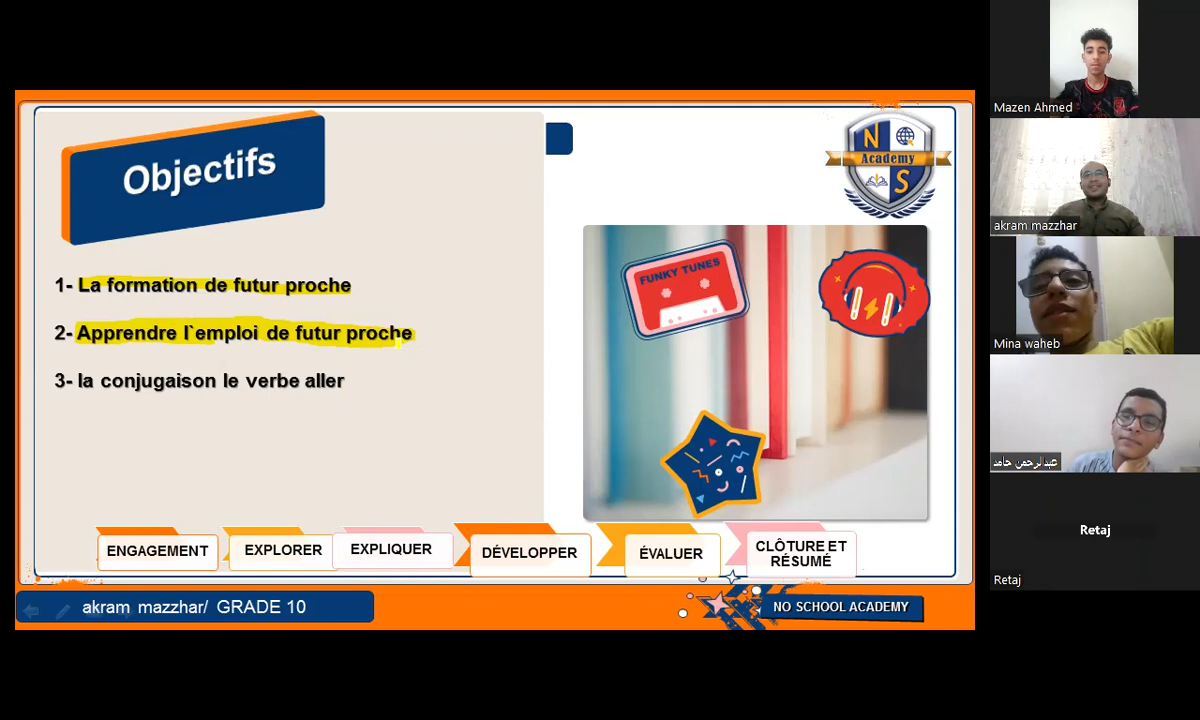 Objectifs
1- La formation de futur proche
2- Apprendre l`emploi de futur proche
3- la conjugaison le verbe aller
N
Academy
S
FUNKY TUNES
ENGAGEMENT
EXPLORER
EXPLIQUER
DÉVELOPPER
ÉVALUER
CLÔTURE ET
RÉSUMÉ
akram mazzhar/ GRADE 10
NO SCHOOL ACADEMY
Mazen Ahmed
akram mazzhar
Mina waheb
عبدالرحمن حامد
Retaj
Retaj